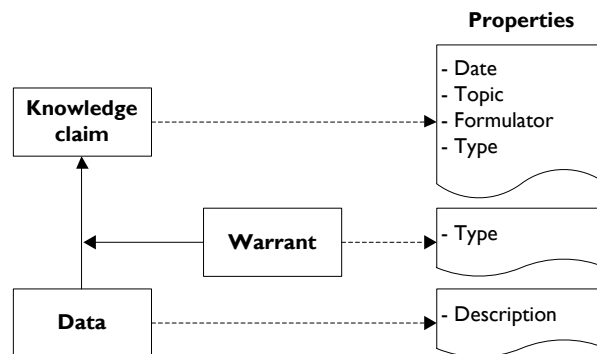 Properties
Knowledge
claim
- Date
- Topic
- Formulator
- Type
Warrant
- Type
Data
- Description